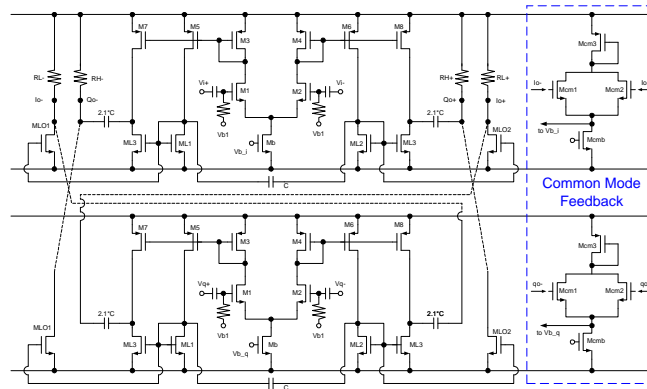 M7 M5 M3 M4 M6 M8
Mcm3
RL- RH- RH+ RL+
Vi+ Vi-
Io- Qo- M1 M2 Qo+ Io+
Io- Mcm1 Mcm2 Io
2.1*C 2.1*C
Vb1 Vb1
to Vb_i
MLO1 ML3 ML1 Vb_i Mb ML2 ML3 MLO2
Mcmb
C
Common Mode
Feedback
M7 M5 M3 M4 M6 M8
Mcm3
Vq+ Vq-
M1 M2
qo- Mcm1 Mcm2 qo
2.1*C 2.1*C
Vb1 Vb1
to Vb_q
MLO1 ML3 ML1 Vb_q Mb ML2 ML3 MLO2
Mcmb
C